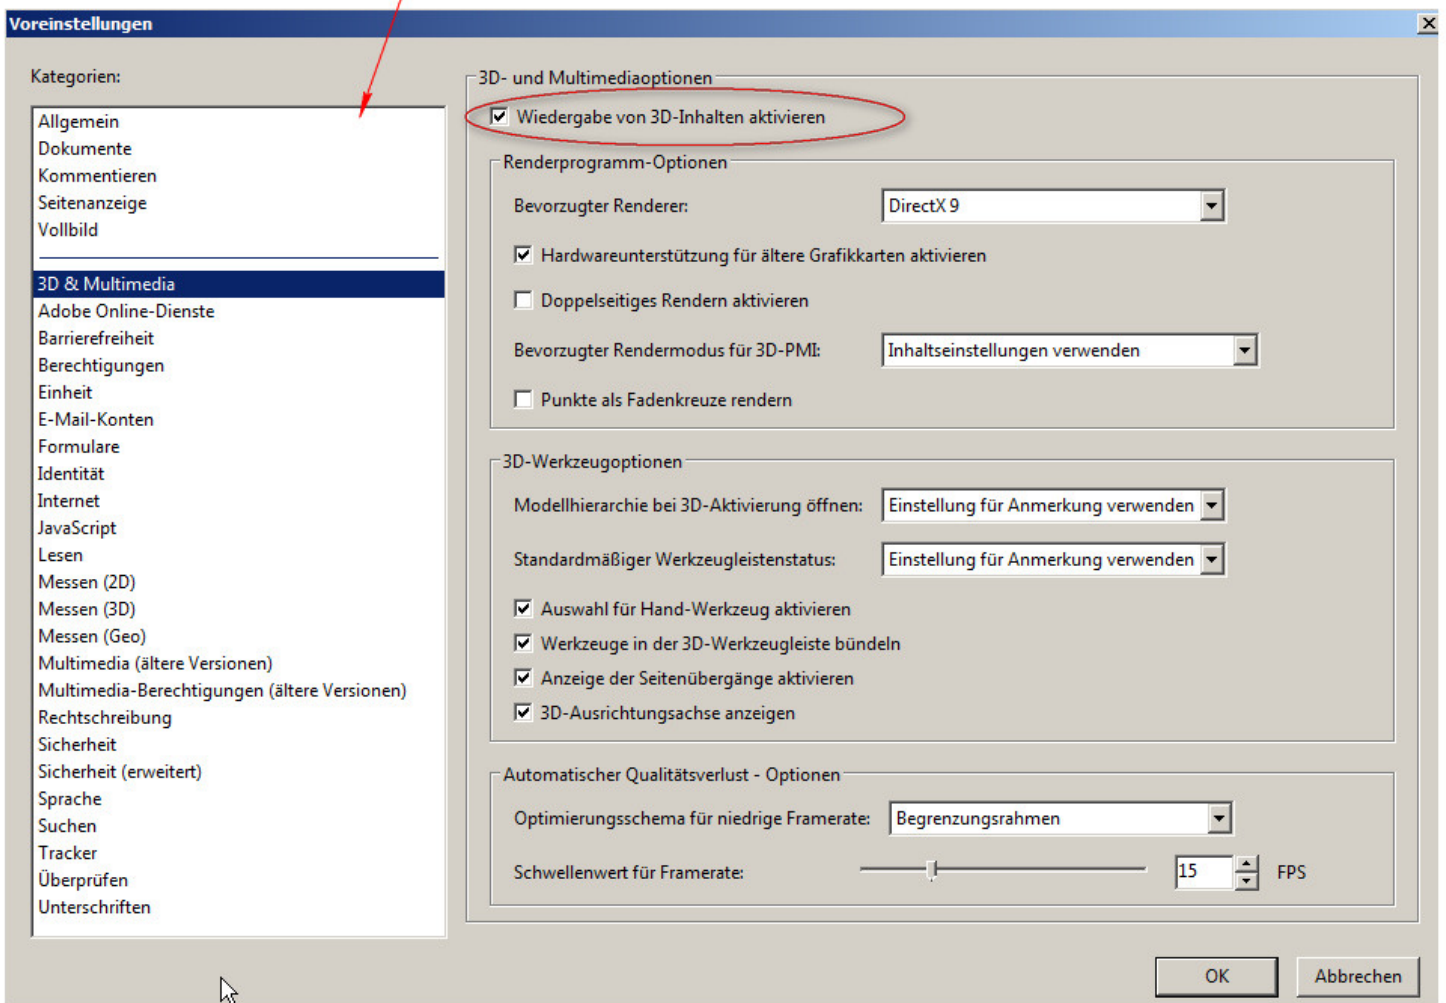 Voreinstellungen
Kategorien:
Allgemein
Dokumente
Kommentieren
Seitenanzeige
Vollbild
3D & Multimedia
Adobe Online-Dienste
Barrierefreiheit
Berechtigungen
Einheit
E-Mail-Konten
Formulare
Identität
Internet
JavaScript
Lesen
Messen (2D)
Messen (3D)
Messen (Geo)
Multimedia (ältere Versionen)
Multimedia-Berechtigungen (ältere Versionen)
Rechtschreibung
Sicherheit
Sicherheit (erweitert)
Sprache
Suchen
Tracker
Überprüfen
Unterschriften
3D- und Multimediaoptionen
Wiedergabe von 3D-Inhalten aktivieren
Renderprogramm-Optionen
Bevorzugter Renderer: DirectX 9
Hardwareunterstützung für ältere Grafikkarten aktivieren
Doppelseitiges Rendern aktivieren
Bevorzugter Rendermodus für 3D-PMI: Inhaltseinstellungen verwenden
Punkte als Fadenkreuze rendern
3D-Werkzeugoptionen
Modellhierarchie bei 3D-Aktivierung öffnen: Einstellung für Anmerkung verwenden
Standardmäßiger Werkzeugleistenstatus: Einstellung für Anmerkung verwenden
Auswahl für Hand-Werkzeug aktivieren
Werkzeuge in der 3D-Werkzeugleiste bündeln
Anzeige der Seitenübergänge aktivieren
3D-Ausrichtungsachse anzeigen
Automatischer Qualitätsverlust - Optionen
Optimierungsschema für niedrige Framerate: Begrenzungsrahmen
Schwellenwert für Framerate: 15 FPS
OK Abbrechen